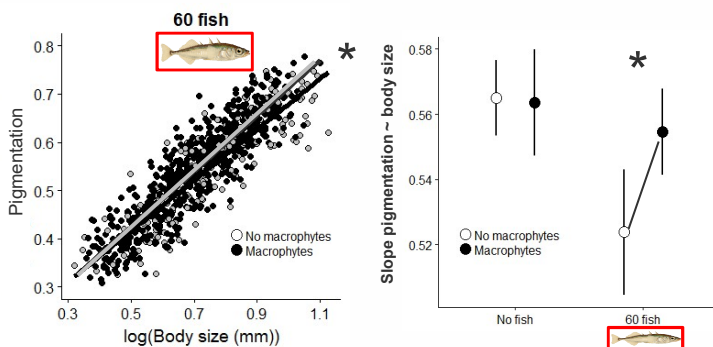 60 fish
*
Pigmentation
0.8
0.7
0.6
0.5
0.4
0.3
No macrophytes
Macrophytes
0.3 0.5 0.7 0.9 1.1
log(Body size (mm))
Slope pigmentation ~ body size
0.58
0.56
0.54
0.52
*
No macrophytes
Macrophytes
No fish 60 fish